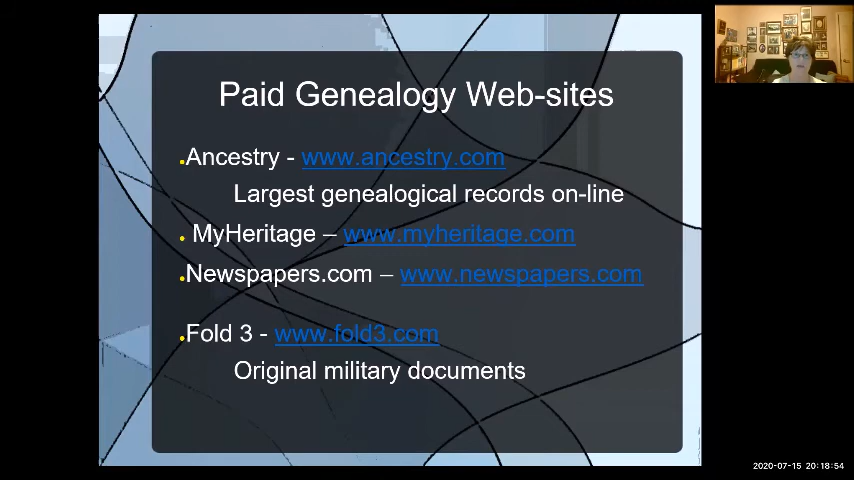 Paid Genealogy Web-sites
Ancestry - www.ancestry.com
Largest genealogical records on-line
MyHeritage – www.myheritage.com
Newspapers.com – www.newspapers.com
Fold 3 - www.fold3.com
Original military documents
2020-07-15 20:18:54